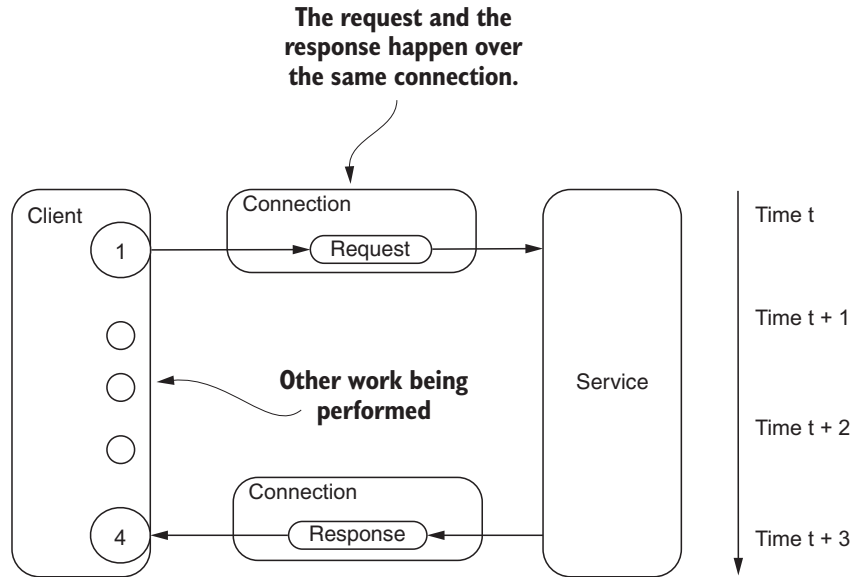 The request and the
response happen over
the same connection.
Client
Connection
1
Request
Time t
Time t + 1
Other work being
performed
Service
Time t + 2
Connection
4
Response
Time t + 3